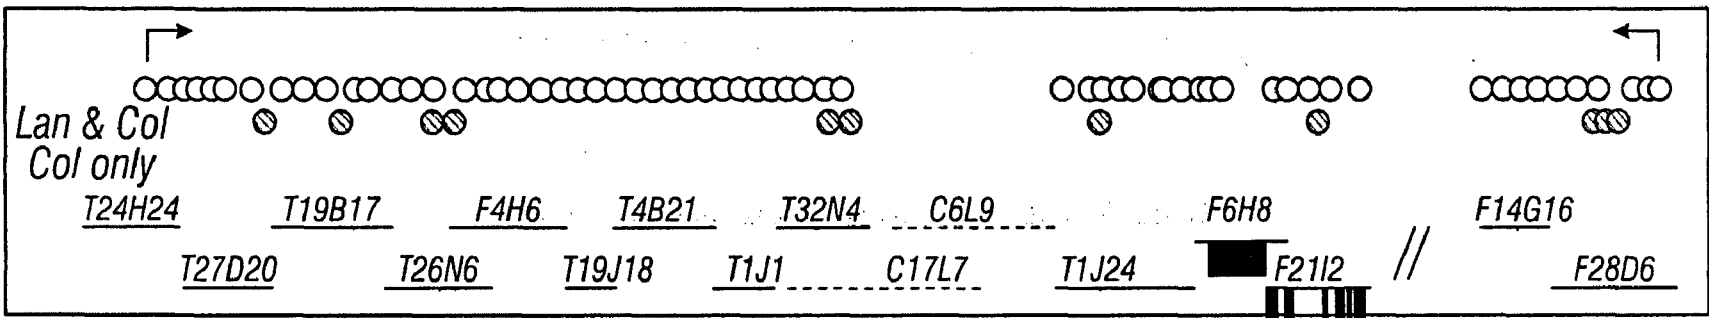 Lan & Col
Col only
T24H24 T19B17 F4H6 T4B21 T32N4 C6L9 F6H8 F14G16
T27D20 T26N6 T19J18 T1J1 C17L7 T1J24 F21I2 // F28D6